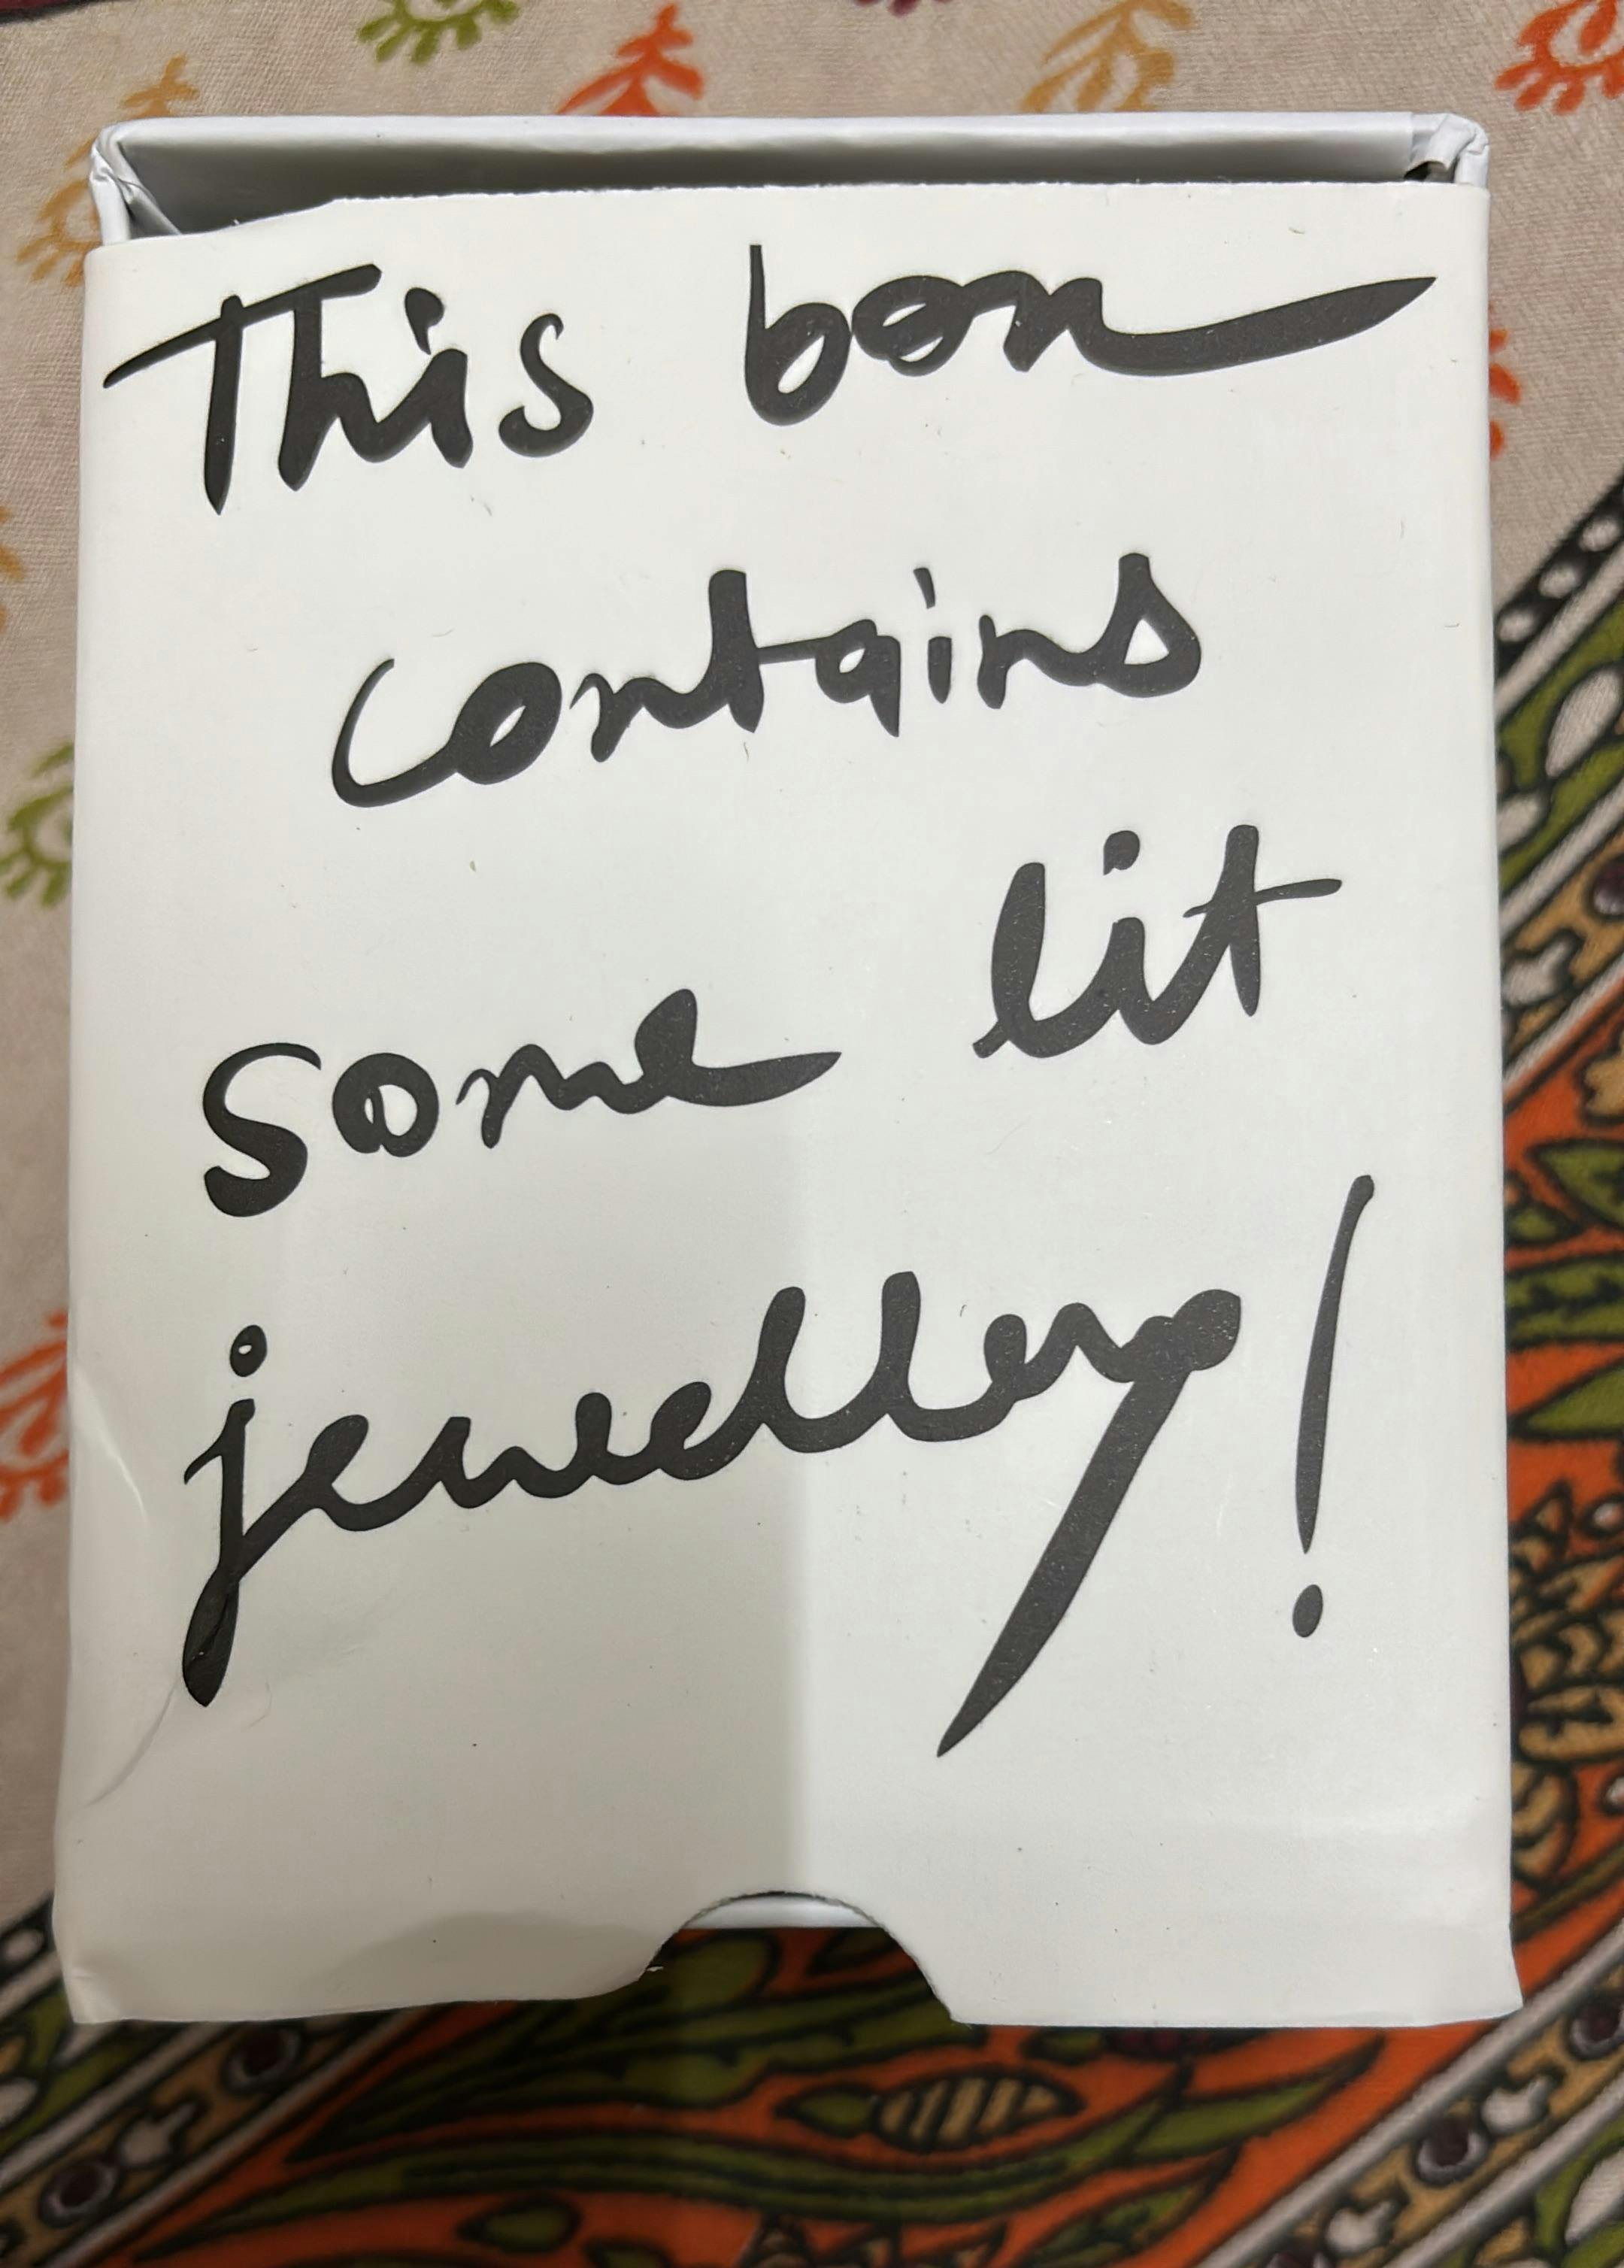 This box
contains
some lit
jewellery!